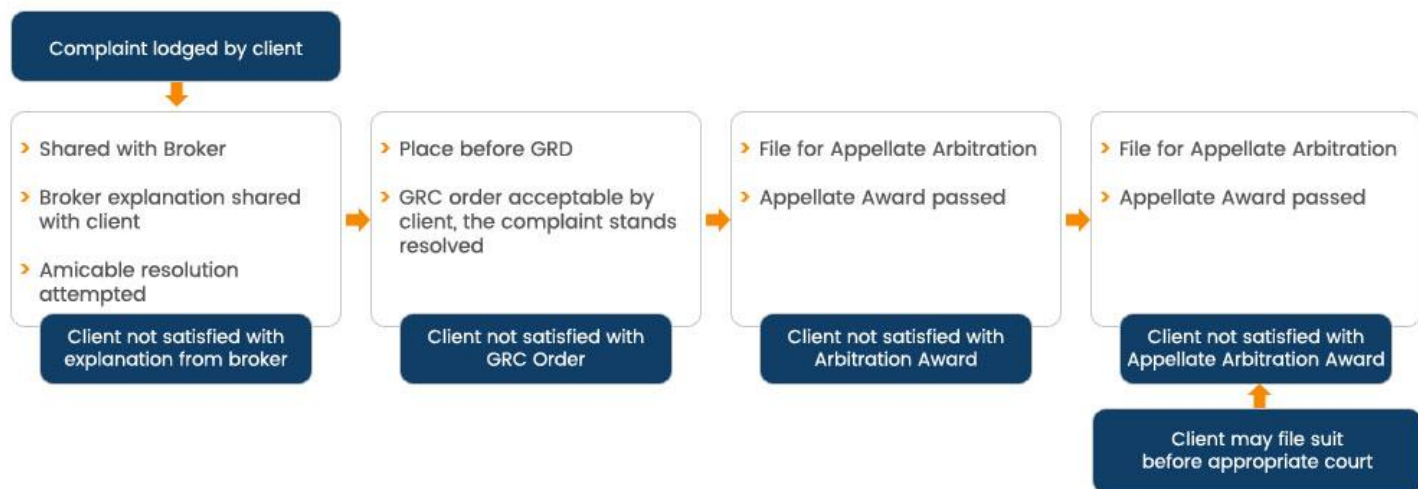 Complaint lodged by client
> Shared with Broker
> Broker explanation shared
with client
> Amicable resolution
attempted
Client not satisfied with
explanation from broker
> Place before GRD
> GRC order acceptable by
client, the complaint stands
resolved
Client not satisfied with
GRC Order
> File for Appellate Arbitration
> Appellate Award passed
Client not satisfied with
Arbitration Award
> File for Appellate Arbitration
> Appellate Award passed
Client not satisfied with
Appellate Arbitration Award
Client may file suit
before appropriate court